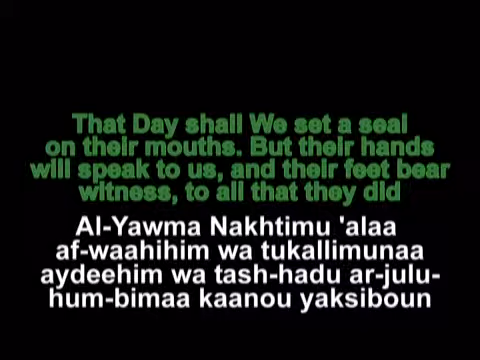 That Day shall We set a seal
on their mouths. But their hands
will speak to us, and their feet bear
witness, to all that they did
Al-Yawma Nakhtimu 'alaa
af-waahihim wa tukallimunaa
aydeehim wa tash-hadu ar-julu-
hum-bimaa kaanou yaksiboun